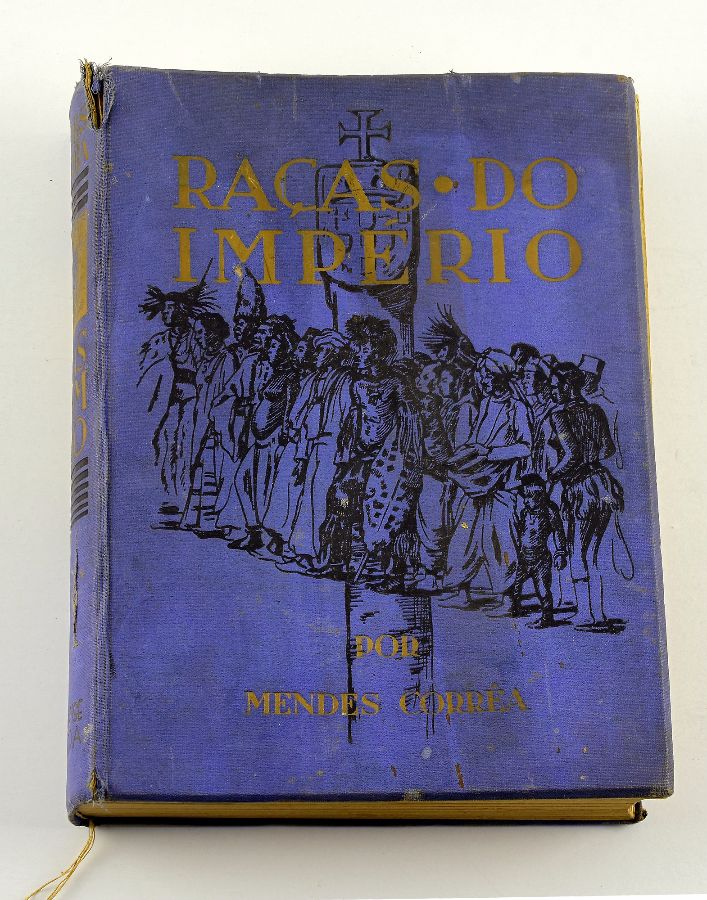 RAÇAS · DO
IMPÉRIO
POR
MENDES CORRÊA